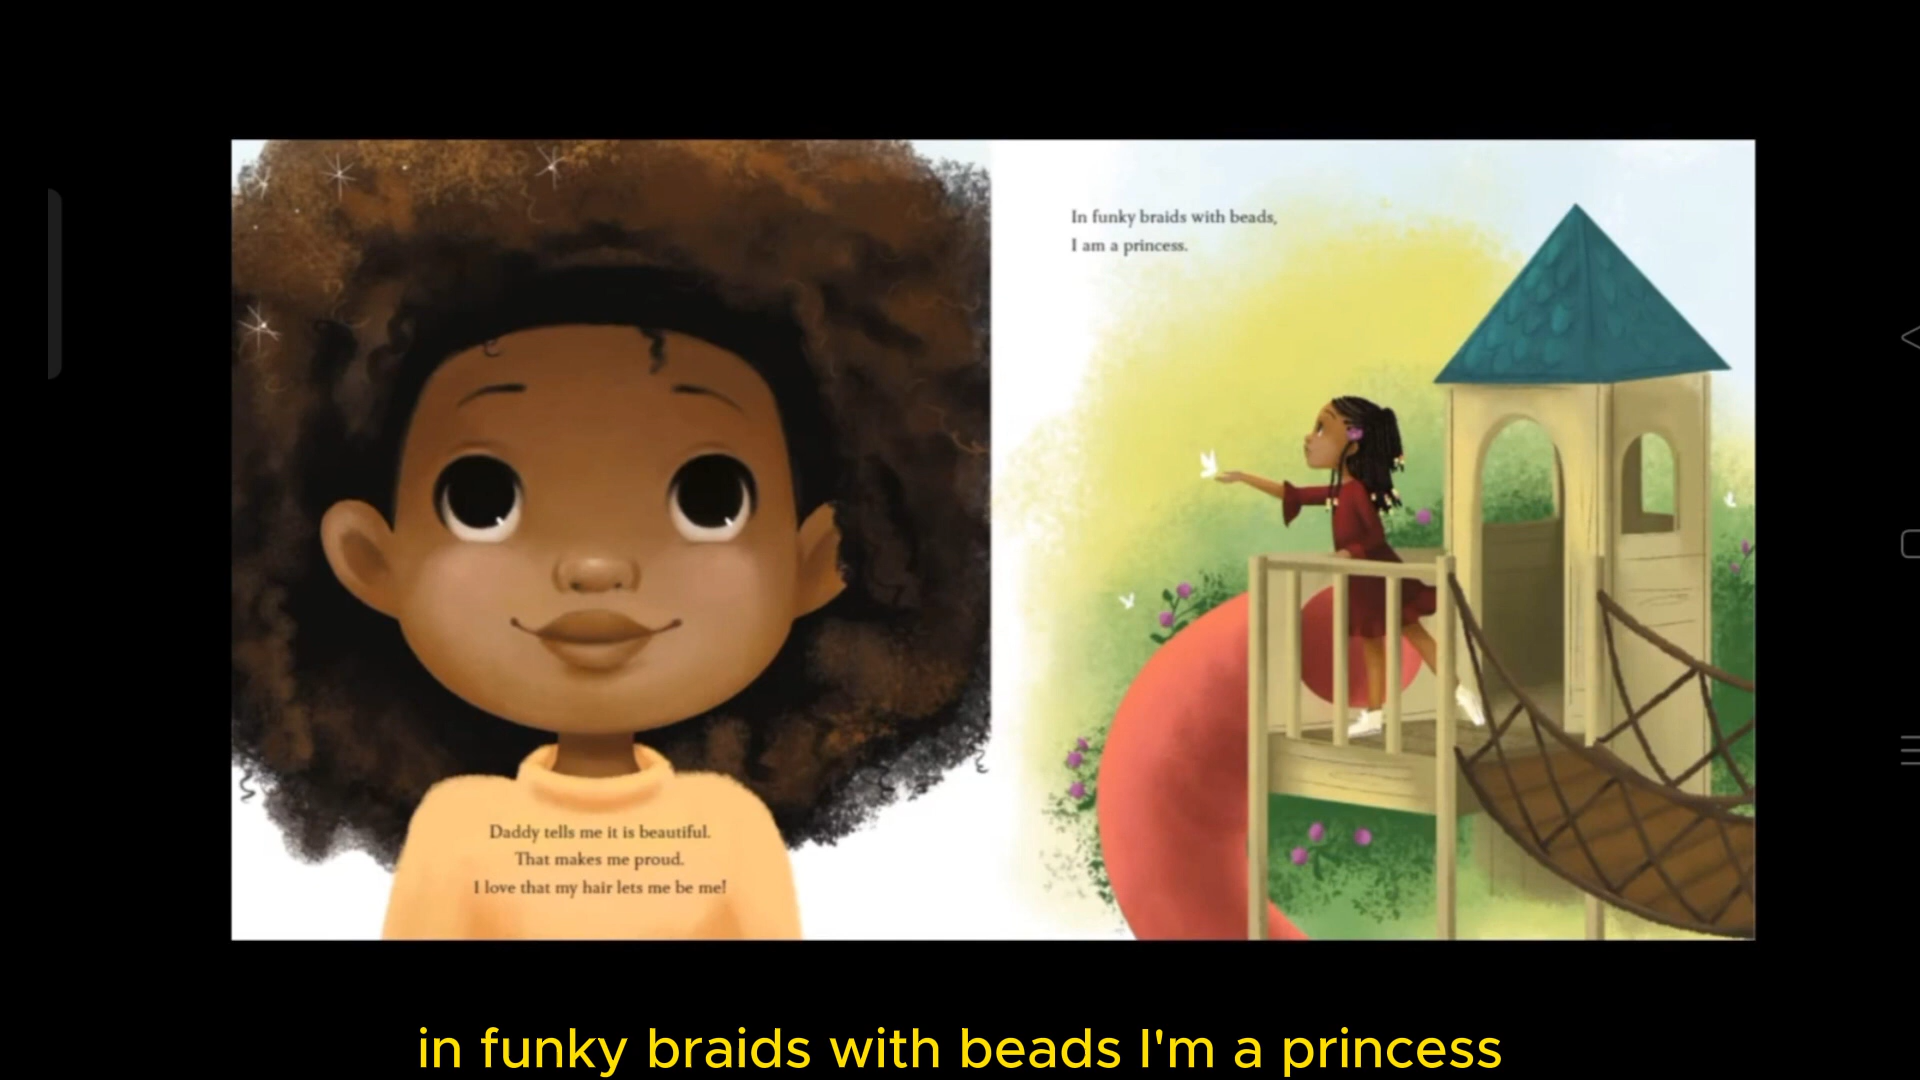 Daddy tells me it is beautiful.
That makes me proud.
I love that my hair lets me be me!
In funky braids with beads,
I am a princess.
in funky braids with beads I'm a princess